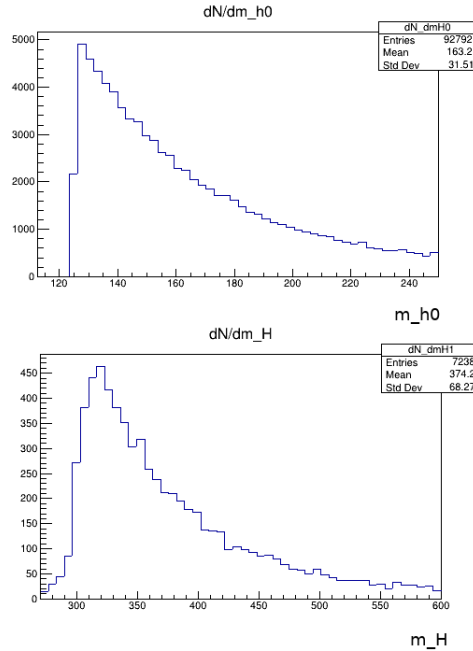 dN/dm_h0
dN_dmH0
Entries 92792
Mean 163.2
Std Dev 31.51
5000
4000
3000
2000
1000
0
120 140 160 180 200 220 240
m_h0
dN/dm_H
dN_dmH1
Entries 7238
Mean 374.2
Std Dev 68.27
450
400
350
300
250
200
150
100
50
0
300 350 400 450 500 550 600
m_H